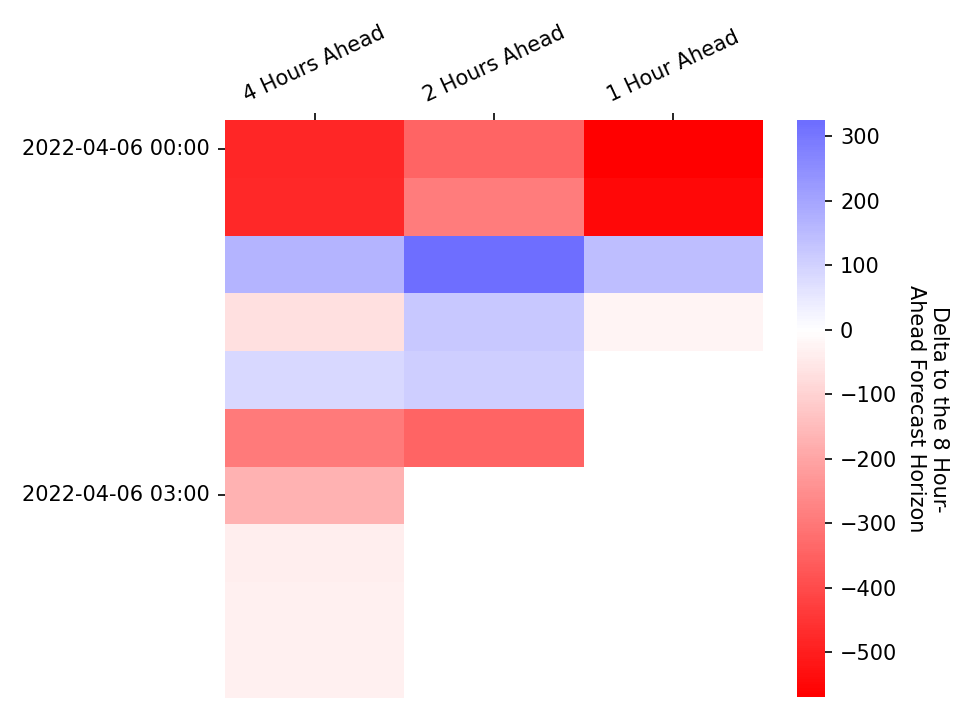 4 Hours Ahead
2 Hours Ahead
1 Hour Ahead
2022-04-06 00:00
2022-04-06 03:00
300
200
100
0
−100
−200
−300
−400
−500
Delta to the 8 Hour-
Ahead Forecast Horizon